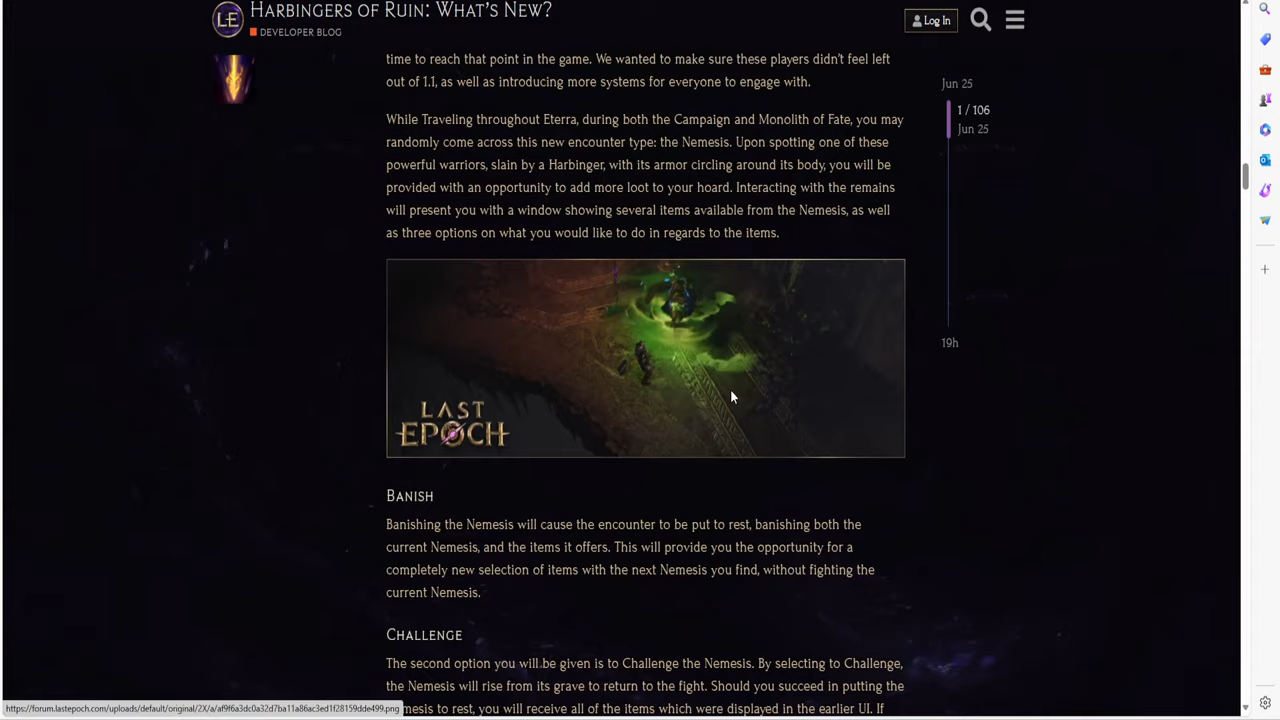 Harbingers of Ruin: What's New?
DEVELOPER BLOG
Log In
time to reach that point in the game. We wanted to make sure these players didn't feel left
out of 1.1, as well as introducing more systems for everyone to engage with.
Jun 25
1 / 106
Jun 25
While Traveling throughout Eterra, during both the Campaign and Monolith of Fate, you may
randomly come across this new encounter type: the Nemesis. Upon spotting one of these
powerful warriors, slain by a Harbinger, with its armor circling around its body, you will be
provided with an opportunity to add more loot to your hoard. Interacting with the remains
will present you with a window showing several items available from the Nemesis, as well
as three options on what you would like to do in regards to the items.
19h
LAST
EPOCH
Banish
Banishing the Nemesis will cause the encounter to be put to rest, banishing both the
current Nemesis, and the items it offers. This will provide you the opportunity for a
completely new selection of items with the next Nemesis you find, without fighting the
current Nemesis.
Challenge
The second option you will be given is to Challenge the Nemesis. By selecting to Challenge,
the Nemesis will rise from its grave to return to the fight. Should you succeed in putting the
emesis to rest, you will receive all of the items which were displayed in the earlier UI. If
https://forum.lastepoch.com/uploads/default/original/2X/a/af9f6a3dc0a32d7ba11a86ac3ed1f28159dde499.png